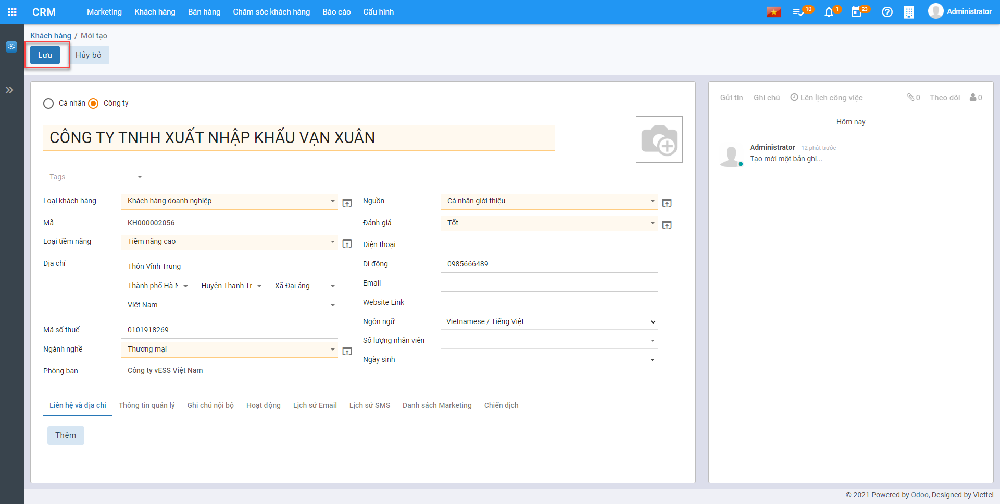 CRM Marketing Khách hàng Bán hàng Chăm sóc khách hàng Báo cáo Cấu hình 10 1 23 Administrator
Khách hàng / Mới tạo
Lưu Hủy bỏ
Cá nhân Công ty
CÔNG TY TNHH XUẤT NHẬP KHẨU VẠN XUÂN
Tags
Loại khách hàng Khách hàng doanh nghiệp
Mã KH000002056
Loại tiềm năng Tiềm năng cao
Địa chỉ Thôn Vĩnh Trung
Thành phố Hà N Huyện Thanh Tr Xã Đại áng
Việt Nam
Mã số thuế 0101918269
Ngành nghề Thương mại
Phòng ban Công ty vESS Việt Nam
Nguồn Cá nhân giới thiệu
Đánh giá Tốt
Điện thoại
Di động 0985666489
Email
Website Link
Ngôn ngữ Vietnamese / Tiếng Việt
Số lượng nhân viên
Ngày sinh
Liên hệ và địa chỉ Thông tin quản lý Ghi chú nội bộ Hoạt động Lịch sử Email Lịch sử SMS Danh sách Marketing Chiến dịch
Thêm
Gửi tin Ghi chú Lên lịch công việc 0 Theo dõi 0
Hôm nay
Administrator - 12 phút trước
Tạo mới một bản ghi...
© 2021 Powered by Odoo, Designed by Viettel